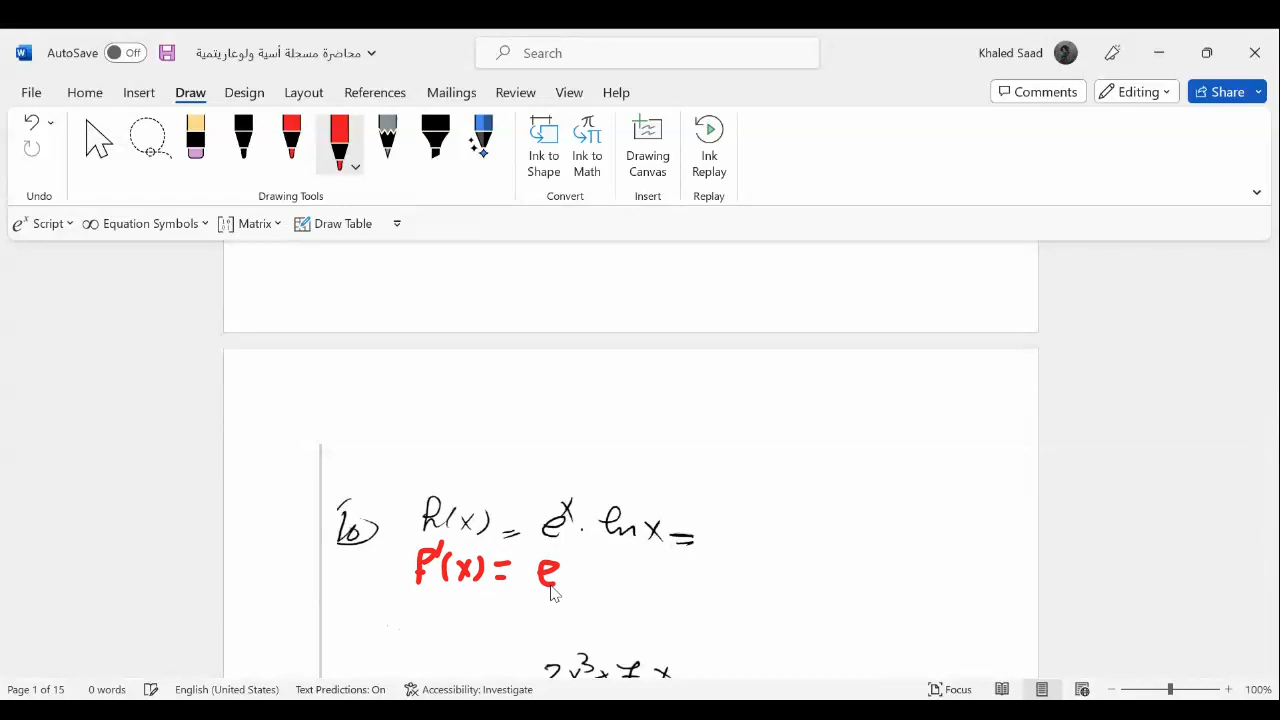 AutoSave Off محاضرة مسجلة أسية ولوغاريتمية Search Khaled Saad
File Home Insert Draw Design Layout References Mailings Review View Help Comments Editing Share
Ink to Shape Ink to Math Drawing Canvas Ink Replay
Undo Drawing Tools Convert Insert Replay
eˣ Script ∞ Equation Symbols Matrix Draw Table
h(x) = eˣ . ln x =
f'(x) = e
Page 1 of 15 0 words English (United States) Text Predictions: On Accessibility: Investigate Focus 100%